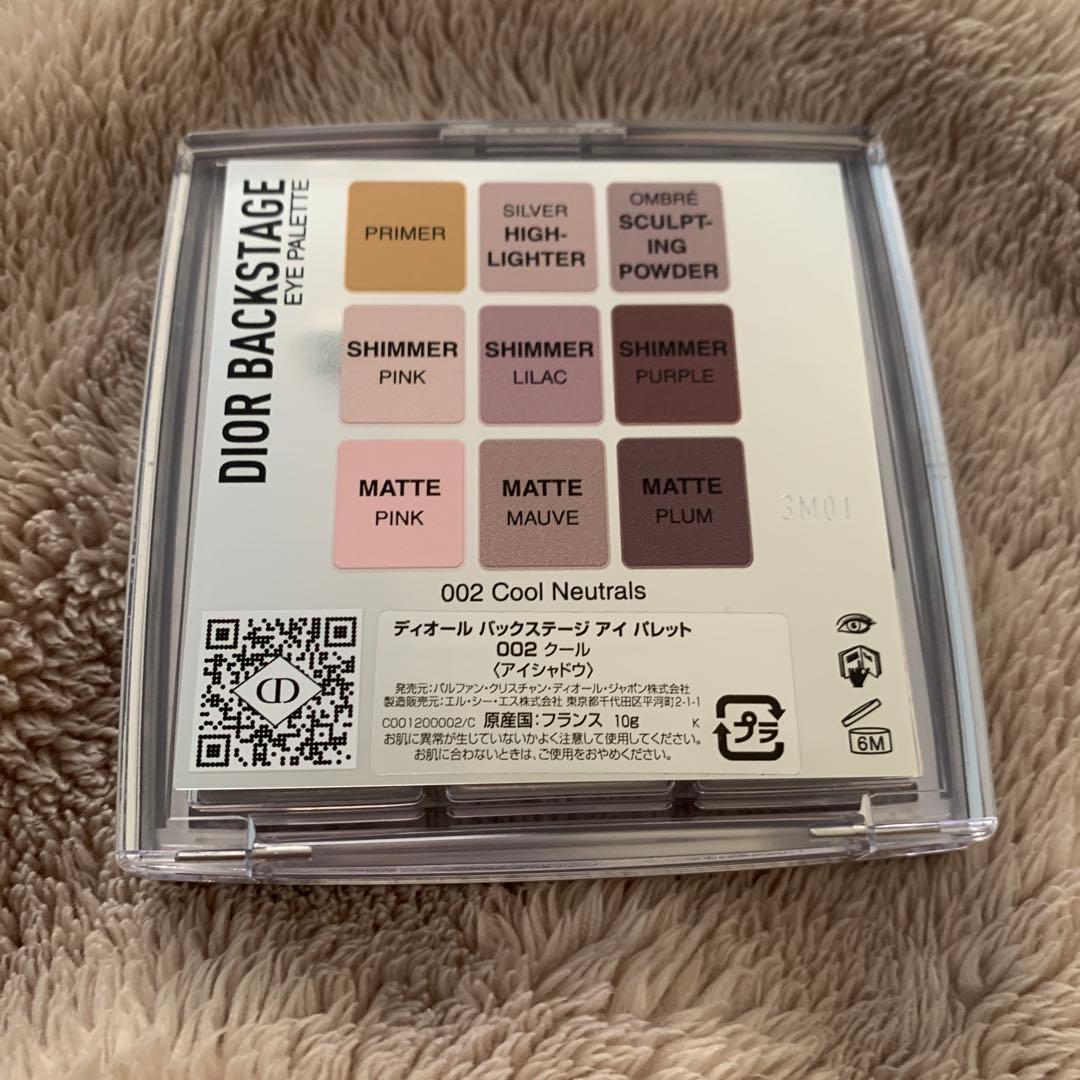 DIOR BACKSTAGE
EYE PALETTE
PRIMER
SILVER
HIGH-
LIGHTER
OMBRÉ
SCULPT-
ING
POWDER
SHIMMER
PINK
SHIMMER
LILAC
SHIMMER
PURPLE
MATTE
PINK
MATTE
MAUVE
MATTE
PLUM
3M01
002 Cool Neutrals
ディオール バックステージ アイ パレット
002 クール
〈アイシャドウ〉
発売元:パルファン・クリスチャン・ディオール・ジャポン株式会社
製造販売元:エル・シー・エス株式会社 東京都千代田区平河町2-1-1
C001200002/C 原産国:フランス 10g K
お肌に異常が生じていないかよく注意して使用してください。
お肌に合わないときは、ご使用をおやめください。
プラ
6M
CD